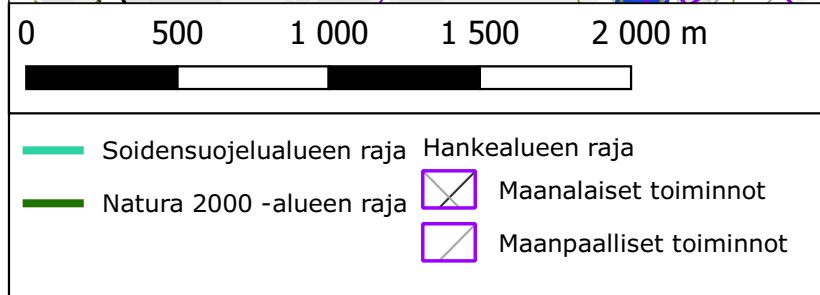 0 500 1 000 1 500 2 000 m
Soidensuojelualueen raja
Natura 2000 -alueen raja
Hankealueen raja
Maanalaiset toiminnot
Maanpaalliset toiminnot